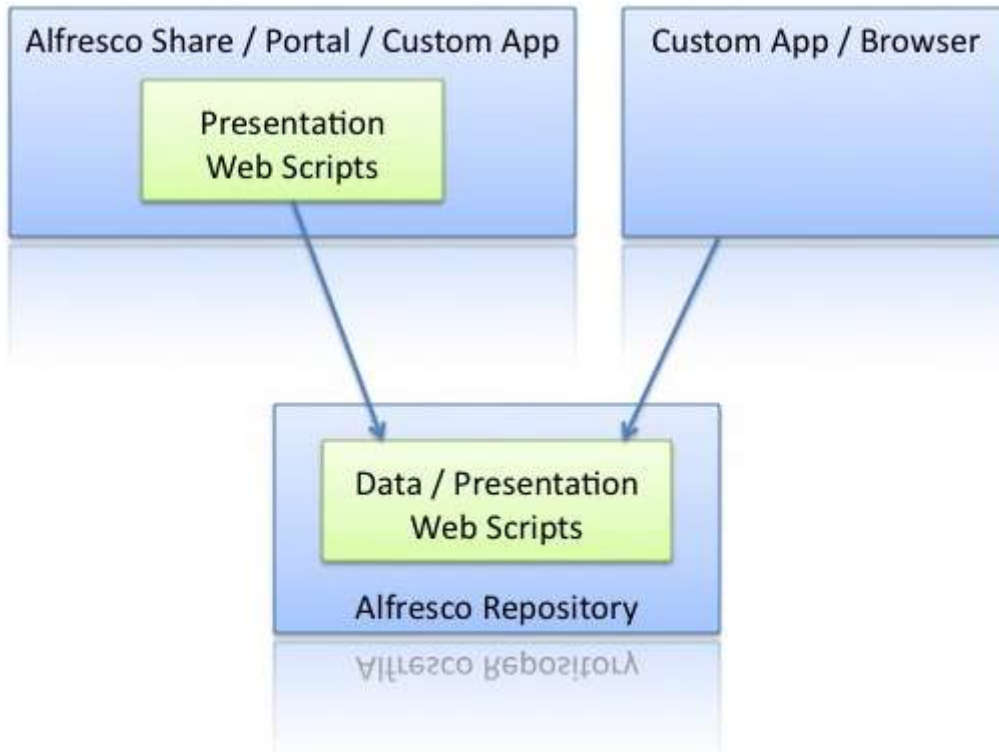 Alfresco Share / Portal / Custom App
Presentation
Web Scripts
Custom App / Browser
Data / Presentation
Web Scripts
Alfresco Repository
Alfresco Repository